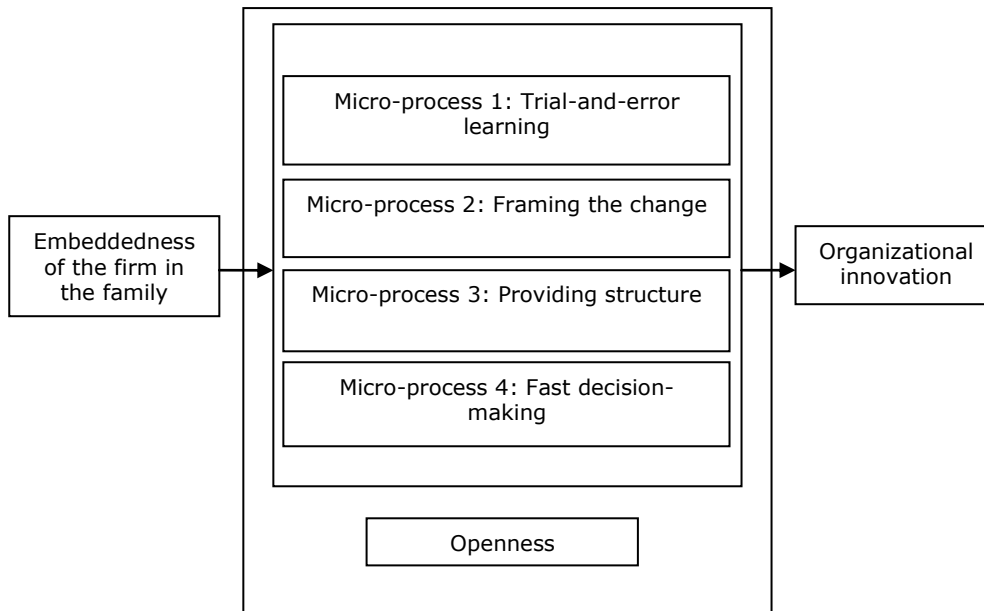 Micro-process 1: Trial-and-error
learning
Micro-process 2: Framing the change
Embeddedness
of the firm in
the family
Micro-process 3: Providing structure
Organizational
innovation
Micro-process 4: Fast decision-
making
Openness